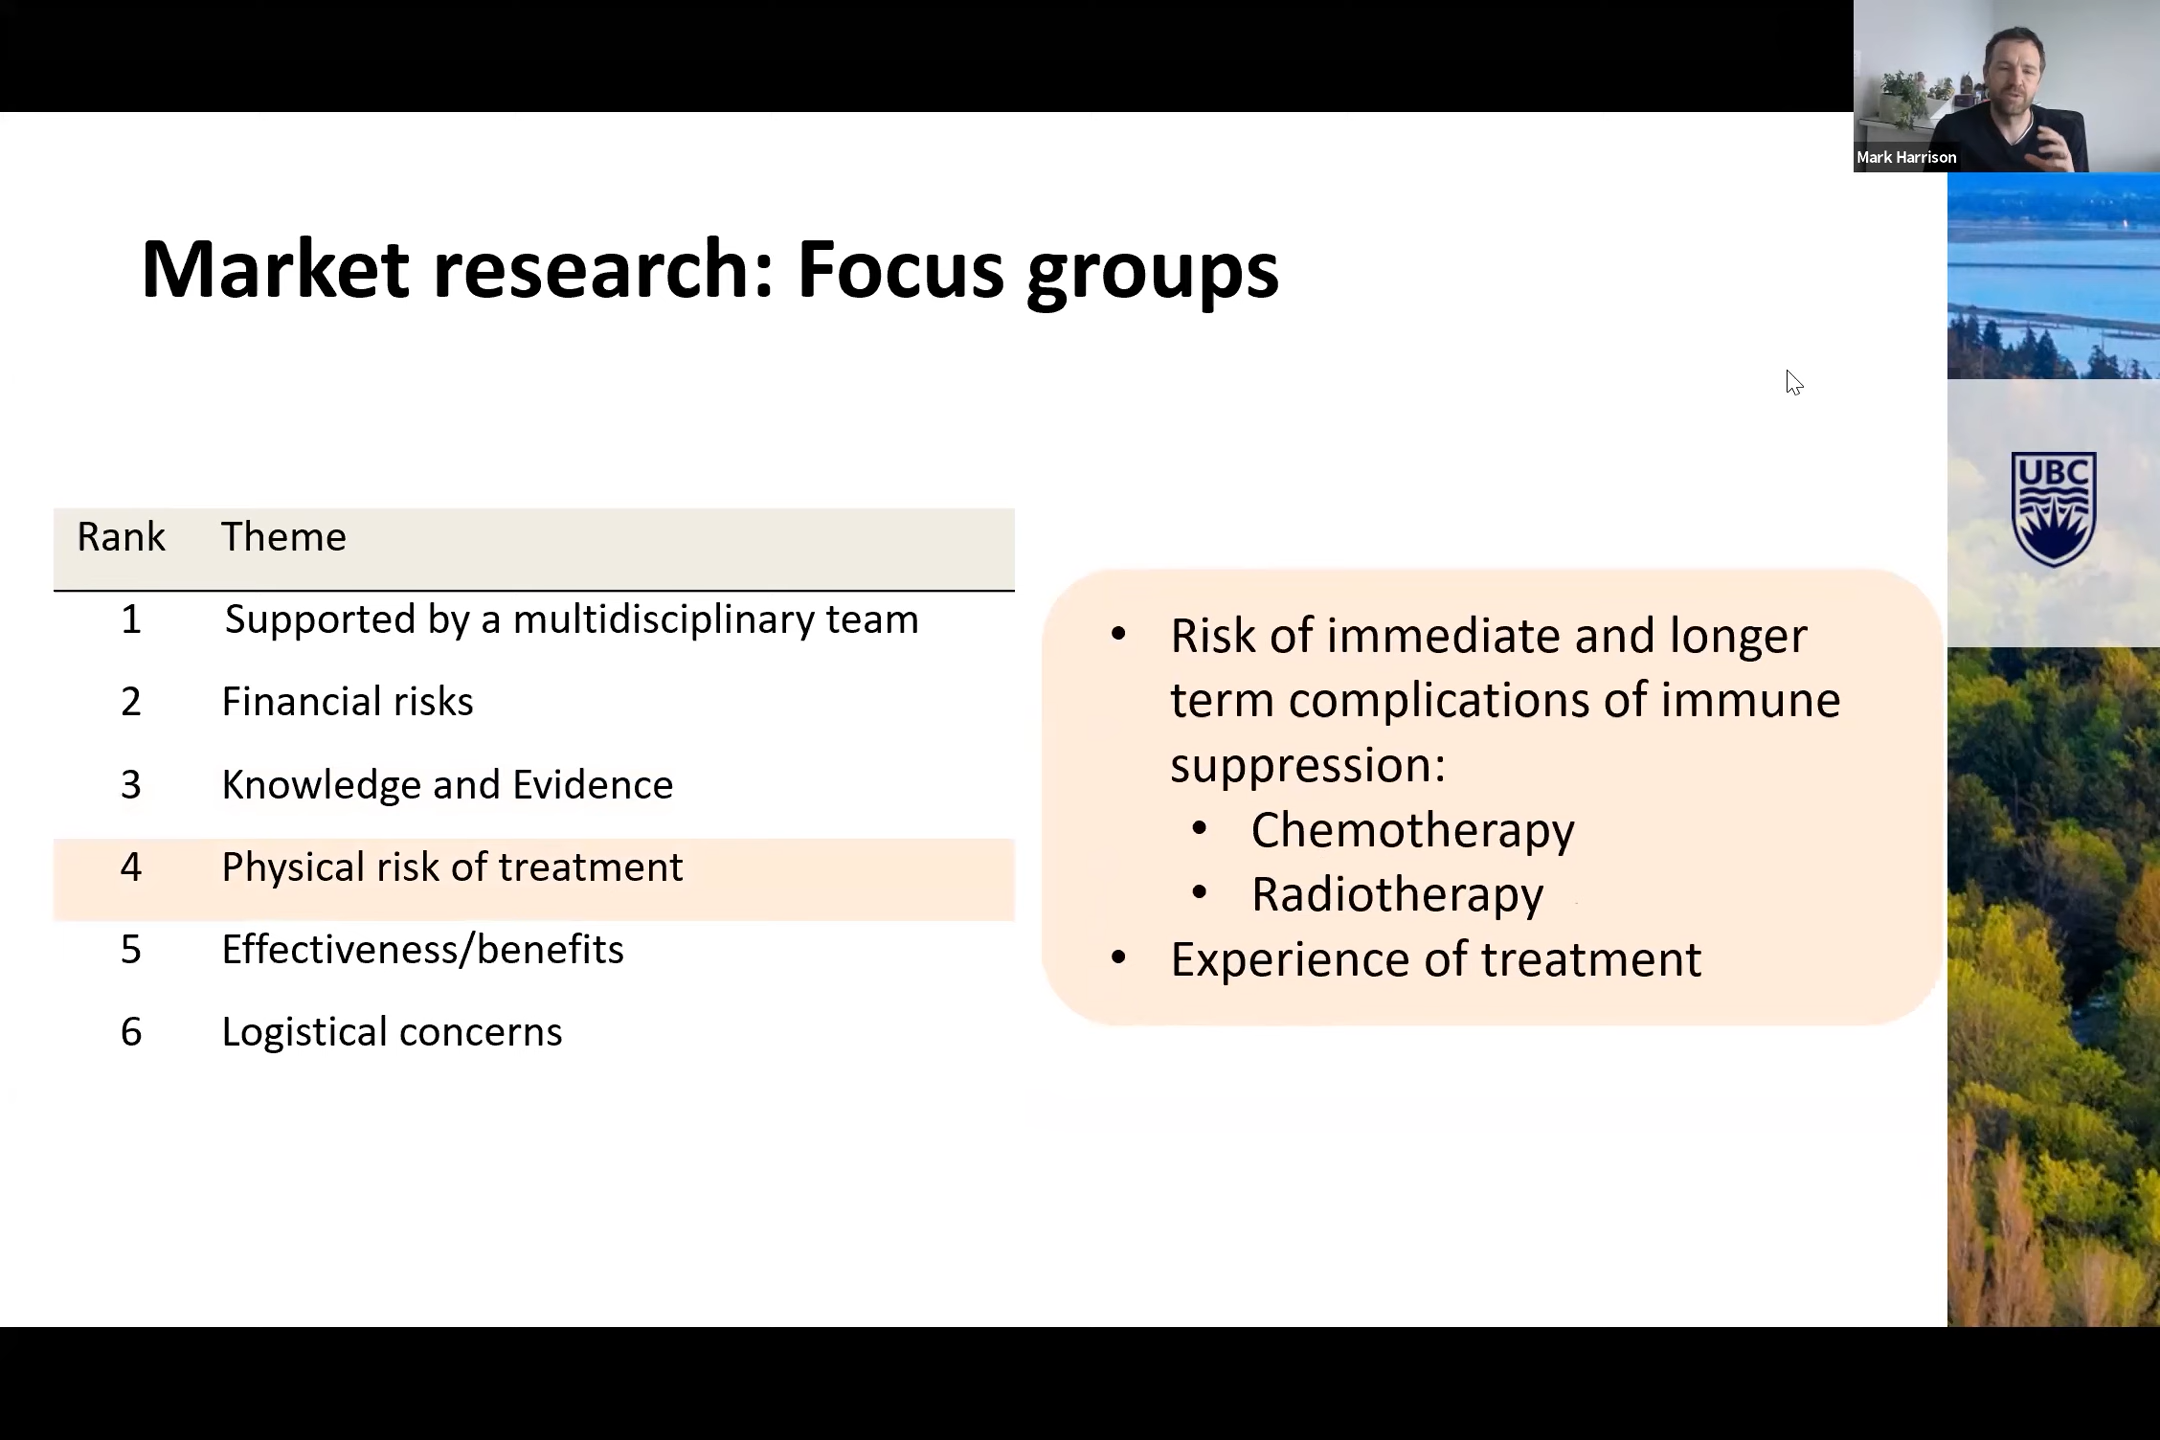 Mark Harrison
Market research: Focus groups
UBC
Rank Theme
1 Supported by a multidisciplinary team
2 Financial risks
3 Knowledge and Evidence
4 Physical risk of treatment
5 Effectiveness/benefits
6 Logistical concerns
• Risk of immediate and longer
term complications of immune
suppression:
• Chemotherapy
• Radiotherapy
• Experience of treatment